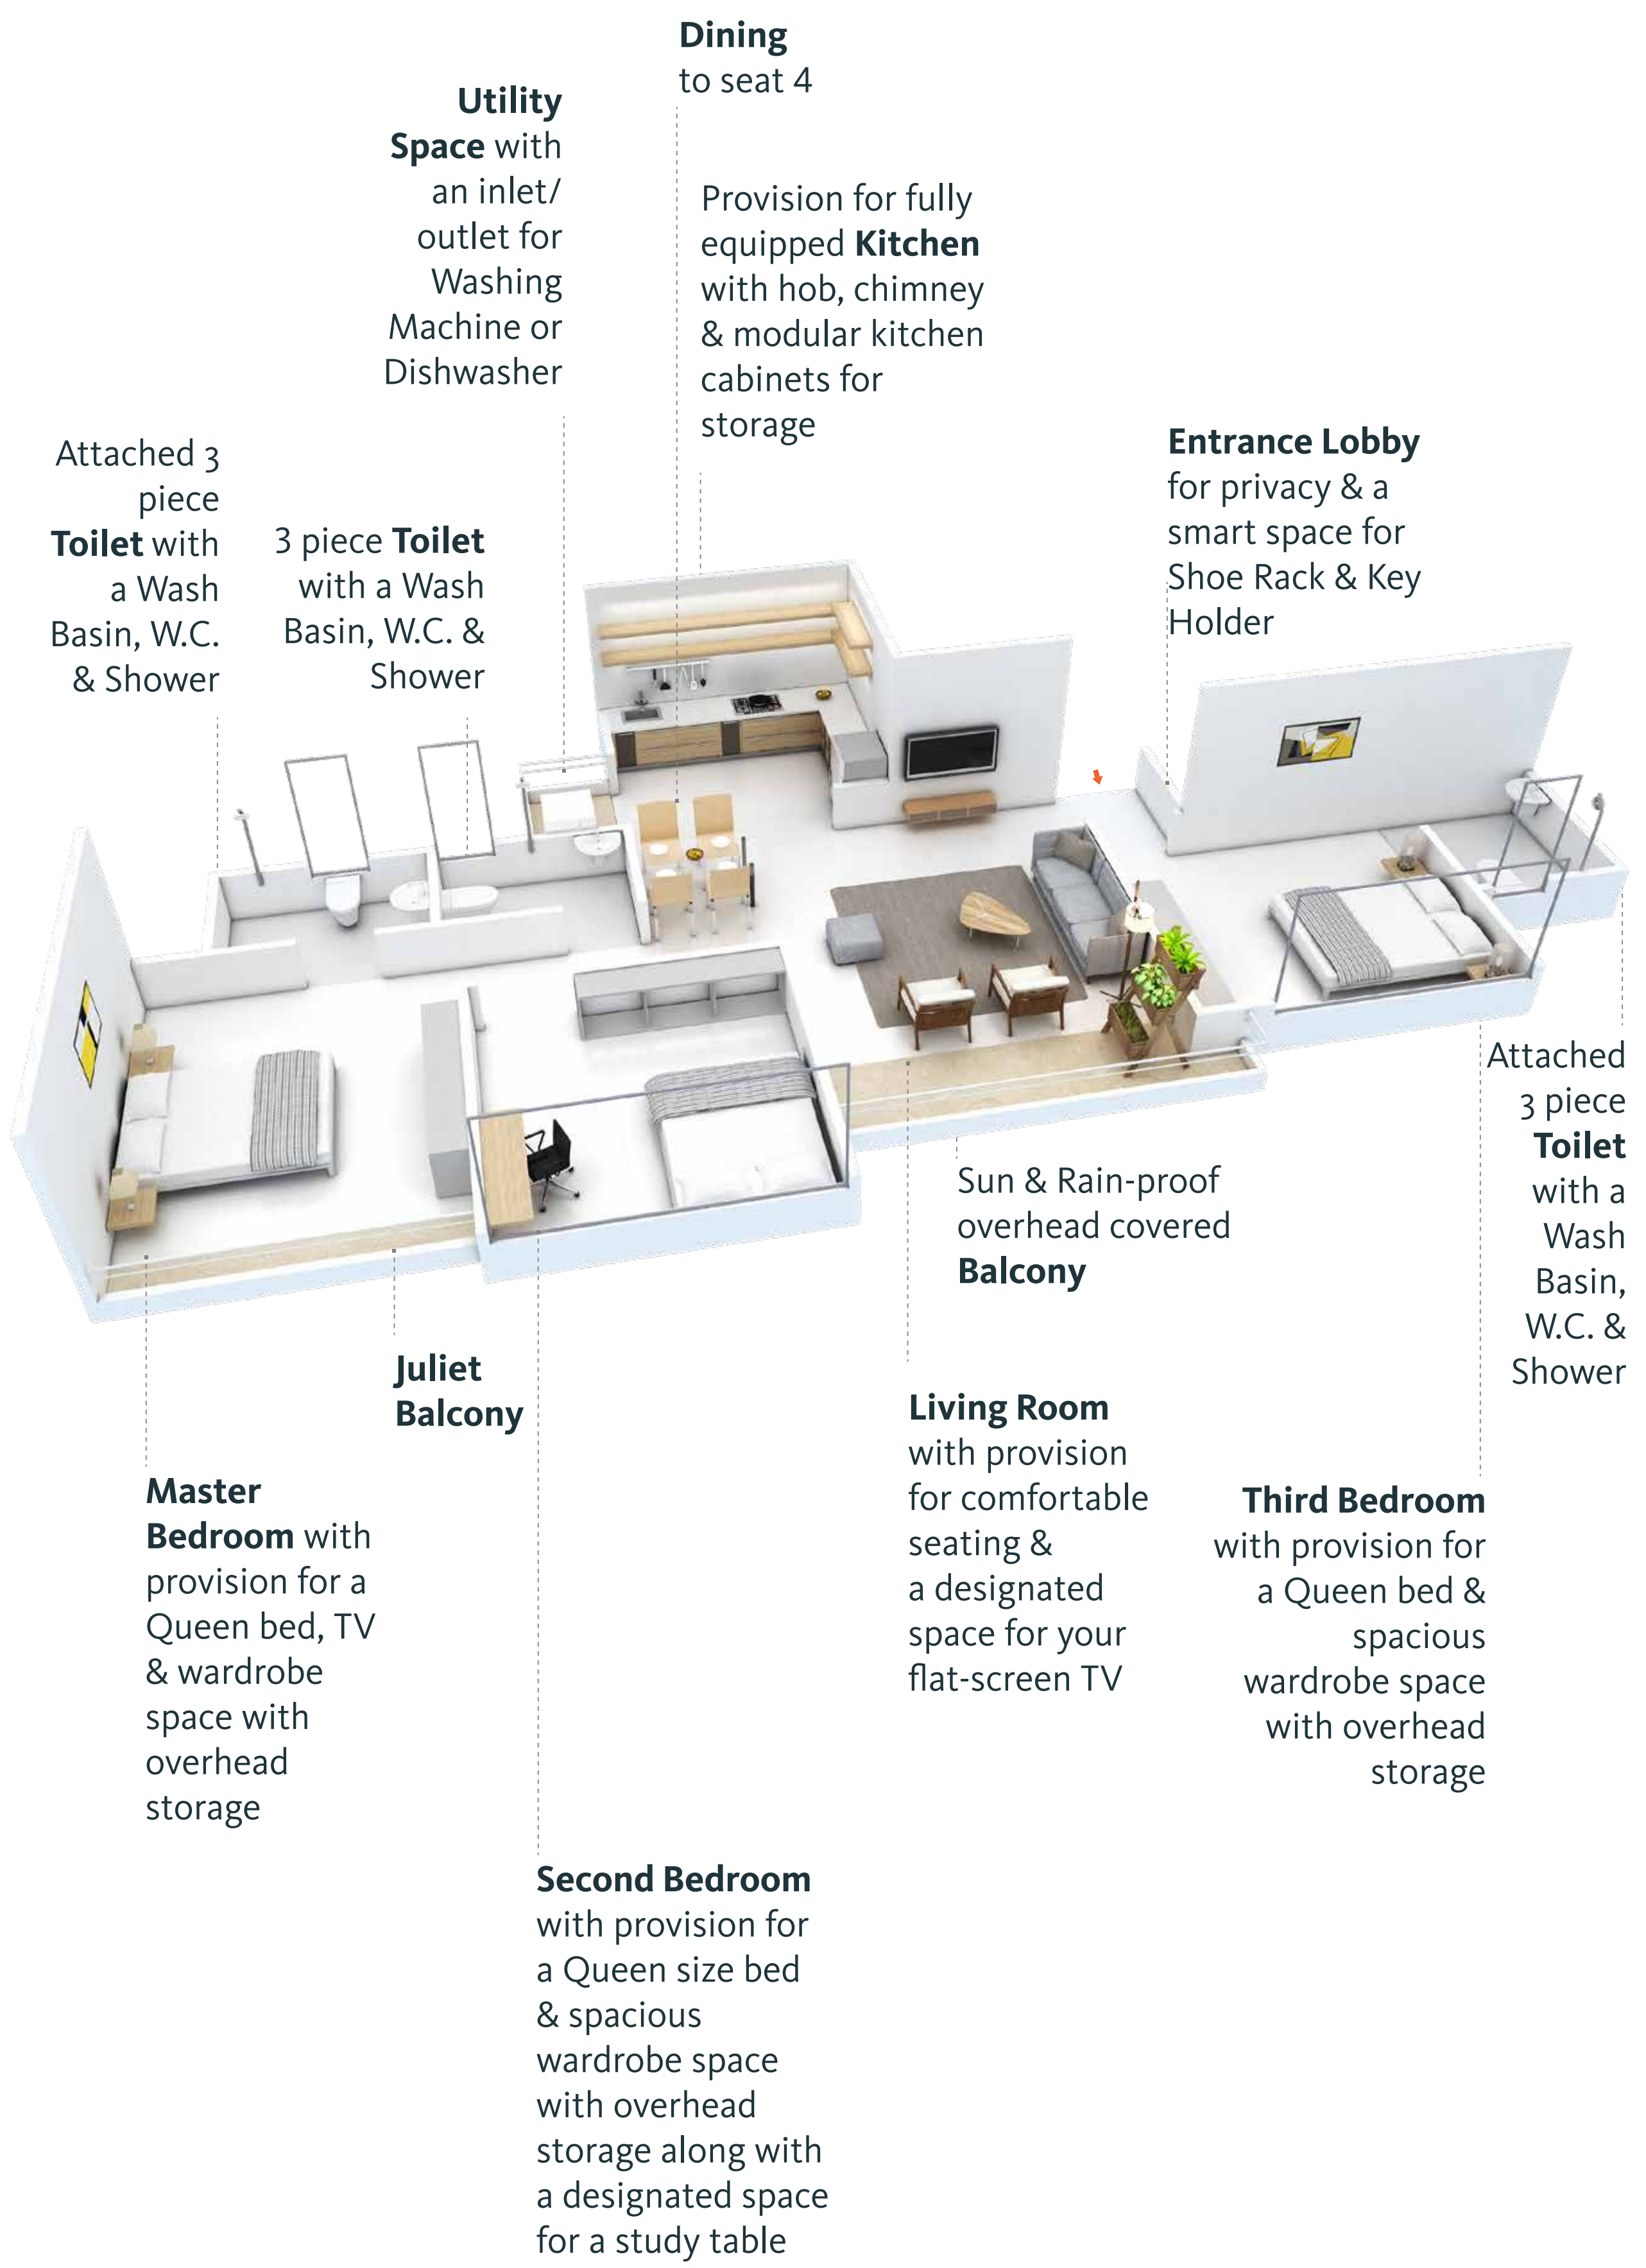 Dining
to seat 4
Utility
Space with
an inlet/
outlet for
Washing
Machine or
Dishwasher
Provision for fully
equipped Kitchen
with hob, chimney
& modular kitchen
cabinets for
storage
Attached 3
piece
Toilet with
a Wash
Basin, W.C.
& Shower
3 piece Toilet
with a Wash
Basin, W.C. &
Shower
Entrance Lobby
for privacy & a
smart space for
Shoe Rack & Key
Holder
Attached
3 piece
Toilet
with a
Wash
Basin,
W.C. &
Shower
Sun & Rain-proof
overhead covered
Balcony
Juliet
Balcony
Living Room
with provision
for comfortable
seating &
a designated
space for your
flat-screen TV
Master
Bedroom with
provision for a
Queen bed, TV
& wardrobe
space with
overhead
storage
Third Bedroom
with provision for
a Queen bed &
spacious
wardrobe space
with overhead
storage
Second Bedroom
with provision for
a Queen size bed
& spacious
wardrobe space
with overhead
storage along with
a designated space
for a study table